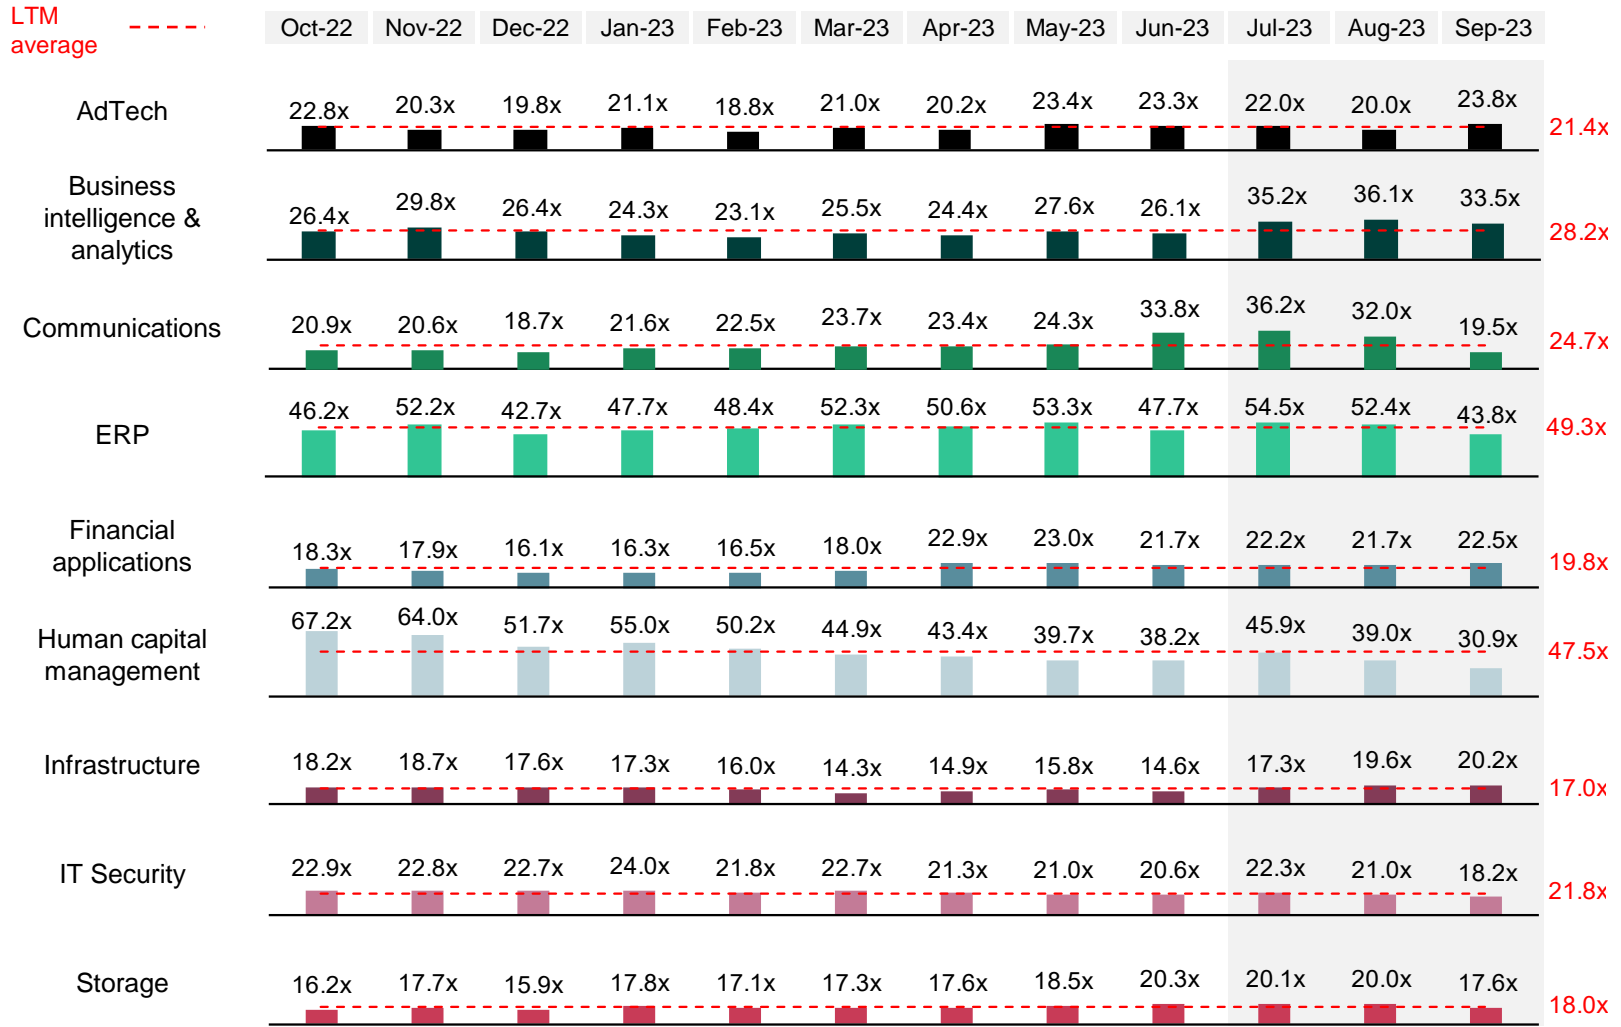 LTM
average
Oct-22 Nov-22 Dec-22 Jan-23 Feb-23 Mar-23 Apr-23 May-23 Jun-23 Jul-23 Aug-23 Sep-23
AdTech
22.8x 20.3x 19.8x 21.1x 18.8x 21.0x 20.2x 23.4x 23.3x 22.0x 20.0x 23.8x
21.4x
Business
intelligence &
analytics
26.4x 29.8x 26.4x 24.3x 23.1x 25.5x 24.4x 27.6x 26.1x 35.2x 36.1x 33.5x
28.2x
Communications
20.9x 20.6x 18.7x 21.6x 22.5x 23.7x 23.4x 24.3x 33.8x 36.2x 32.0x 19.5x
24.7x
ERP
46.2x 52.2x 42.7x 47.7x 48.4x 52.3x 50.6x 53.3x 47.7x 54.5x 52.4x 43.8x
49.3x
Financial
applications
18.3x 17.9x 16.1x 16.3x 16.5x 18.0x 22.9x 23.0x 21.7x 22.2x 21.7x 22.5x
19.8x
Human capital
management
67.2x 64.0x 51.7x 55.0x 50.2x 44.9x 43.4x 39.7x 38.2x 45.9x 39.0x 30.9x
47.5x
Infrastructure
18.2x 18.7x 17.6x 17.3x 16.0x 14.3x 14.9x 15.8x 14.6x 17.3x 19.6x 20.2x
17.0x
IT Security
22.9x 22.8x 22.7x 24.0x 21.8x 22.7x 21.3x 21.0x 20.6x 22.3x 21.0x 18.2x
21.8x
Storage
16.2x 17.7x 15.9x 17.8x 17.1x 17.3x 17.6x 18.5x 20.3x 20.1x 20.0x 17.6x
18.0x